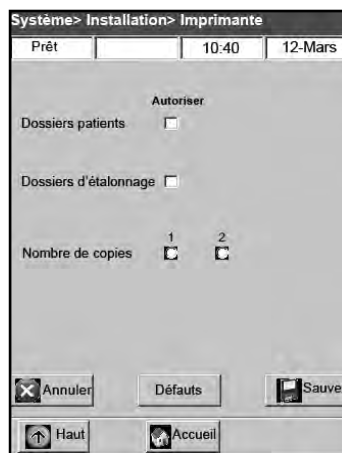 Système> Installation> Imprimante
Prêt 10:40 12-Mars
Autoriser
Dossiers patients
Dossiers d'étalonnage
1 2
Nombre de copies
Annuler Défauts Sauve
Haut Accueil